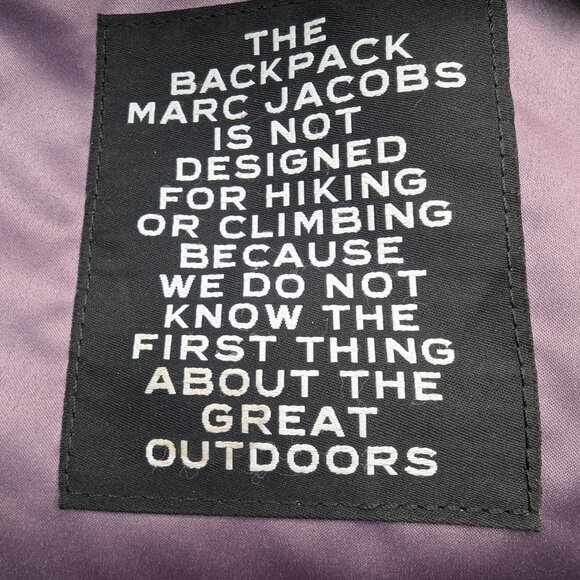 THE
BACKPACK
MARC JACOBS
IS NOT
DESIGNED
FOR HIKING
OR CLIMBING
BECAUSE
WE DO NOT
KNOW THE
FIRST THING
ABOUT THE
GREAT
OUTDOORS